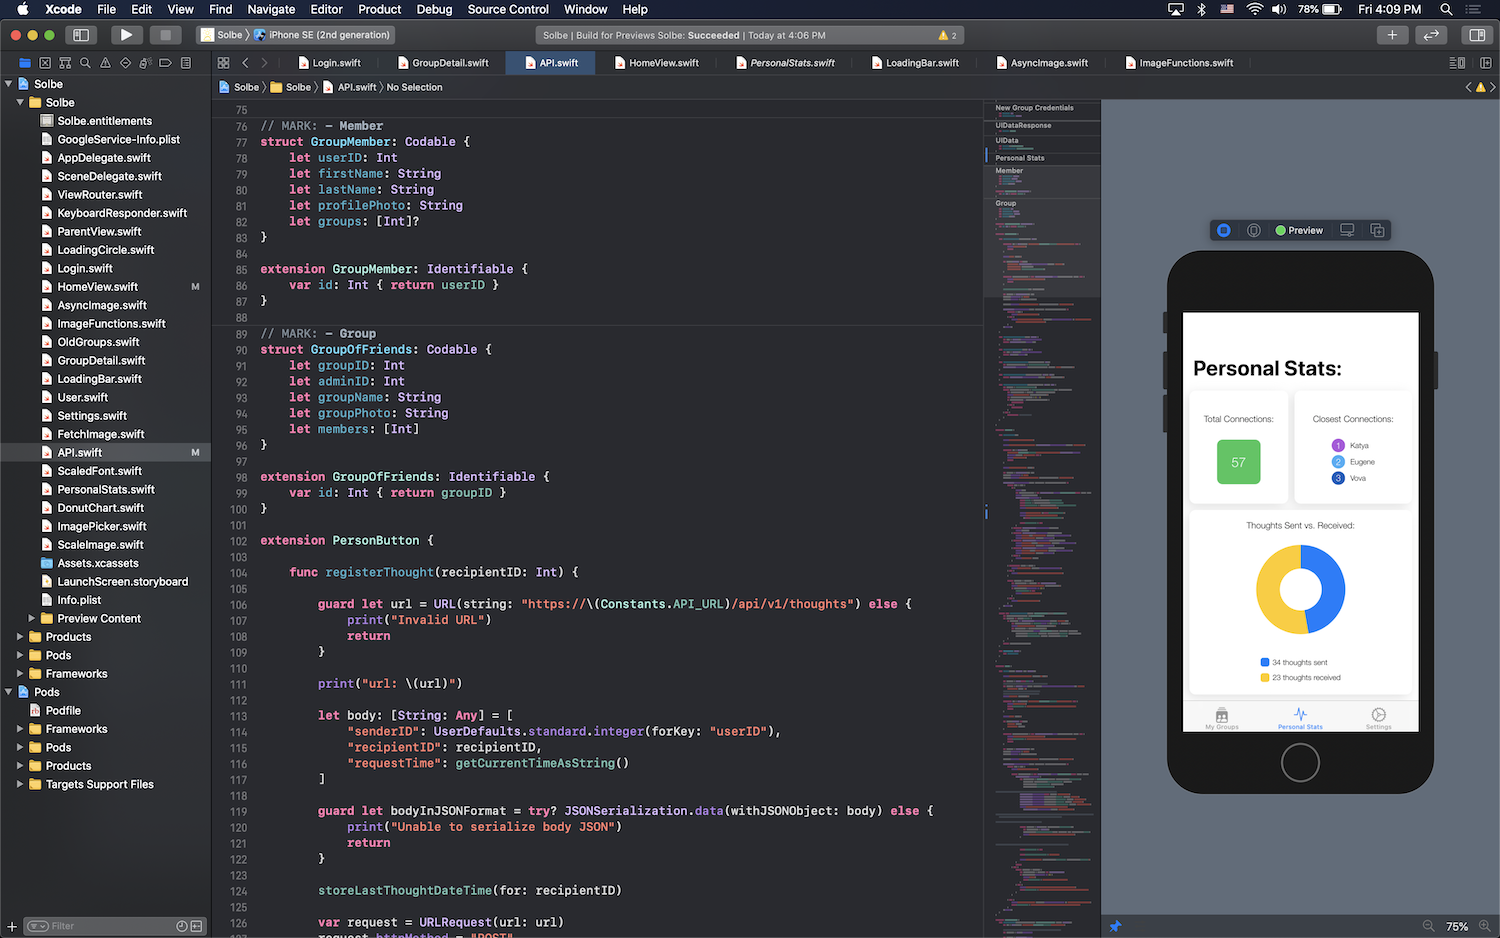 Xcode File Edit View Find Navigate Editor Product Debug Source Control Window Help
78% Fri 4:09 PM
Solbe 〉 iPhone SE (2nd generation)
Solbe | Build for Previews Solbe: Succeeded | Today at 4:06 PM
2
Login.swift GroupDetail.swift API.swift HomeView.swift PersonalStats.swift LoadingBar.swift AsyncImage.swift ImageFunctions.swift
Solbe 〉 Solbe 〉 API.swift 〉 No Selection
Solbe
Solbe
Solbe.entitlements
GoogleService-Info.plist
AppDelegate.swift
SceneDelegate.swift
ViewRouter.swift
KeyboardResponder.swift
ParentView.swift
LoadingCircle.swift
Login.swift
HomeView.swift M
AsyncImage.swift
ImageFunctions.swift
OldGroups.swift
GroupDetail.swift
LoadingBar.swift
User.swift
Settings.swift
FetchImage.swift
API.swift M
ScaledFont.swift
PersonalStats.swift
DonutChart.swift
ImagePicker.swift
ScaleImage.swift
Assets.xcassets
LaunchScreen.storyboard
Info.plist
Preview Content
Products
Pods
Frameworks
Pods
Podfile
Frameworks
Pods
Products
Targets Support Files
Filter
75
76 // MARK: - Member
77 struct GroupMember: Codable {
78 let userID: Int
79 let firstName: String
80 let lastName: String
81 let profilePhoto: String
82 let groups: [Int]?
83 }
84
85 extension GroupMember: Identifiable {
86 var id: Int { return userID }
87 }
88
89 // MARK: - Group
90 struct GroupOfFriends: Codable {
91 let groupID: Int
92 let adminID: Int
93 let groupName: String
94 let groupPhoto: String
95 let members: [Int]
96 }
97
98 extension GroupOfFriends: Identifiable {
99 var id: Int { return groupID }
100 }
101
102 extension PersonButton {
103
104 func registerThought(recipientID: Int) {
105
106 guard let url = URL(string: "https://\(Constants.API_URL)/api/v1/thoughts") else {
107 print("Invalid URL")
108 return
109 }
110
111 print("url: \(url)")
112
113 let body: [String: Any] = [
114 "senderID": UserDefaults.standard.integer(forKey: "userID"),
115 "recipientID": recipientID,
116 "requestTime": getCurrentTimeAsString()
117 ]
118
119 guard let bodyInJSONFormat = try? JSONSerialization.data(withJSONObject: body) else {
120 print("Unable to serialize body JSON")
121 return
122 }
123
124 storeLastThoughtDateTime(for: recipientID)
125
126 var request = URLRequest(url: url)
127 request.httpMethod = "POST"
New Group Credentials
UIDataResponse
UIData
Personal Stats
Member
Group
Preview
Personal Stats:
Total Connections:
57
Closest Connections:
1 Katya
2 Eugene
3 Vova
Thoughts Sent vs. Received:
34 thoughts sent
23 thoughts received
My Groups Personal Stats Settings
75%